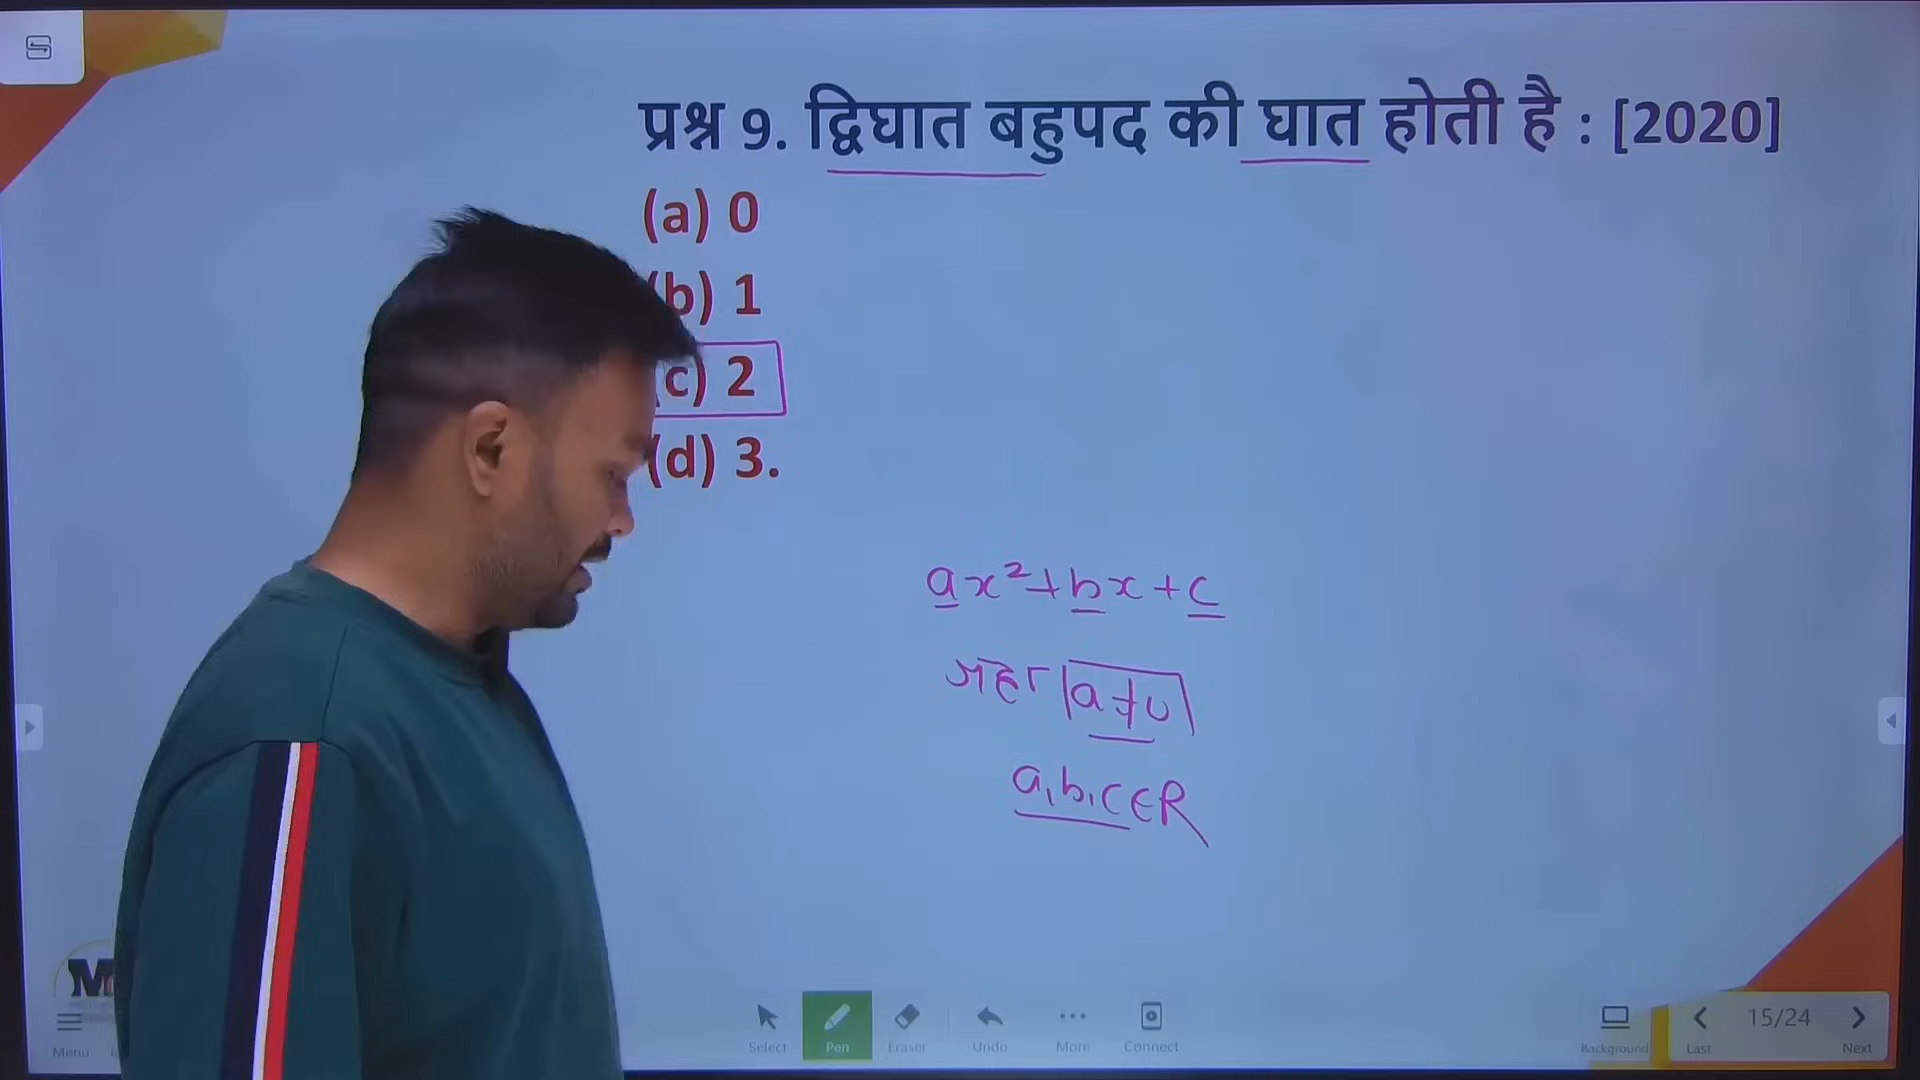 प्रश्न 9. द्विघात बहुपद की घात होती है : [2020]
(a) 0
(b) 1
(c) 2
(d) 3.
ax²+bx+c
जहा a≠0
a,b,c∈R
M
Menu
Select
Pen
Eraser
Undo
More
Connect
Background
Last
15/24
Next